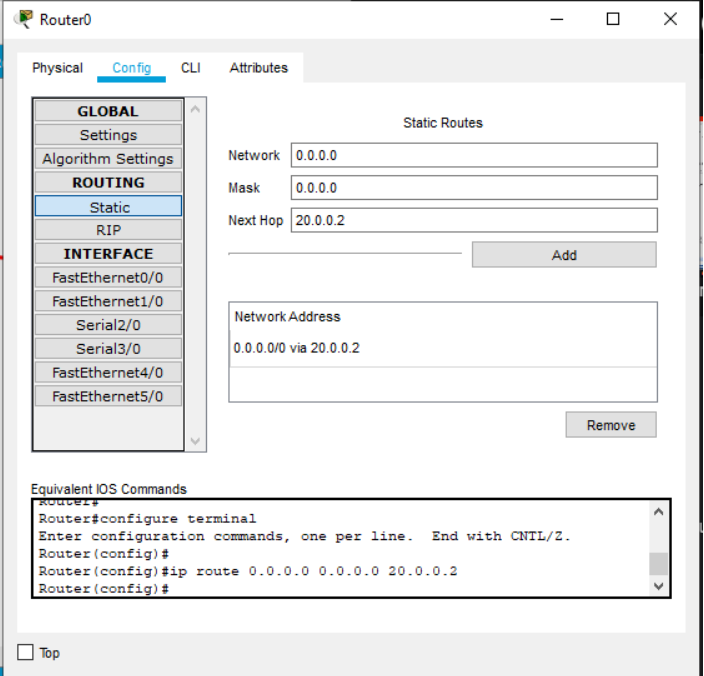 Router0
Physical Config CLI Attributes
GLOBAL
Settings
Algorithm Settings
ROUTING
Static
RIP
INTERFACE
FastEthernet0/0
FastEthernet1/0
Serial2/0
Serial3/0
FastEthernet4/0
FastEthernet5/0
Static Routes
Network 0.0.0.0
Mask 0.0.0.0
Next Hop 20.0.0.2
Add
Network Address
0.0.0.0/0 via 20.0.0.2
Remove
Equivalent IOS Commands
Router#
Router#configure terminal
Enter configuration commands, one per line.  End with CNTL/Z.
Router(config)#
Router(config)#ip route 0.0.0.0 0.0.0.0 20.0.0.2
Router(config)#
Top